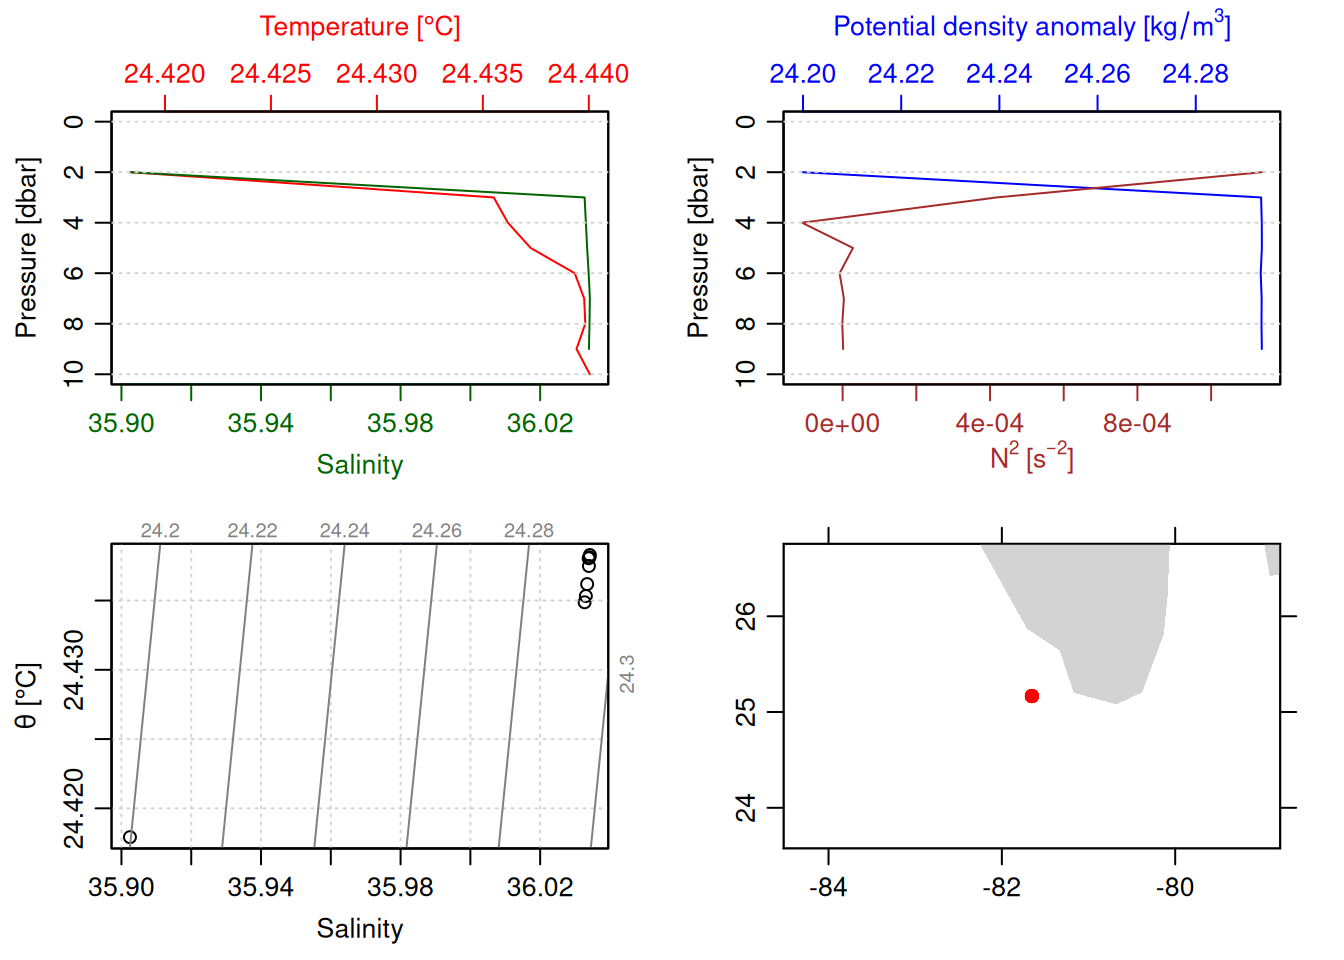 Temperature [°C]
24.420 24.425 24.430 24.435 24.440
0
2
4
6
8
10
Pressure [dbar]
35.90 35.94 35.98 36.02
Salinity
Potential density anomaly [kg/m³]
24.20 24.22 24.24 24.26 24.28
0
2
4
6
8
10
Pressure [dbar]
0e+00 4e-04 8e-04
N² [s⁻²]
24.2 24.22 24.24 24.26 24.28
24.3
24.430
24.420
θ [°C]
35.90 35.94 35.98 36.02
Salinity
26
25
24
-84 -82 -80